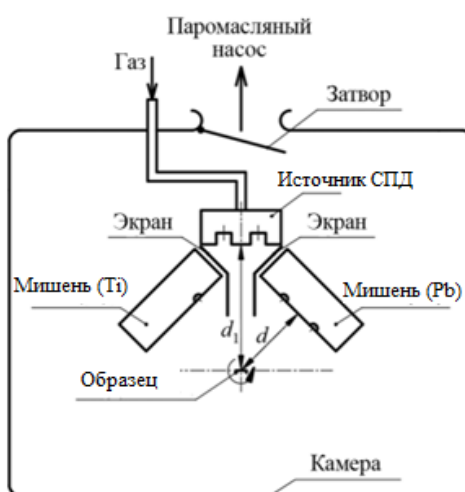 Паромасляный
насос
Газ
Затвор
Источник СПД
Экран
Экран
Мишень (Ti)
Мишень (Pb)
d₁
d
Образец
Камера